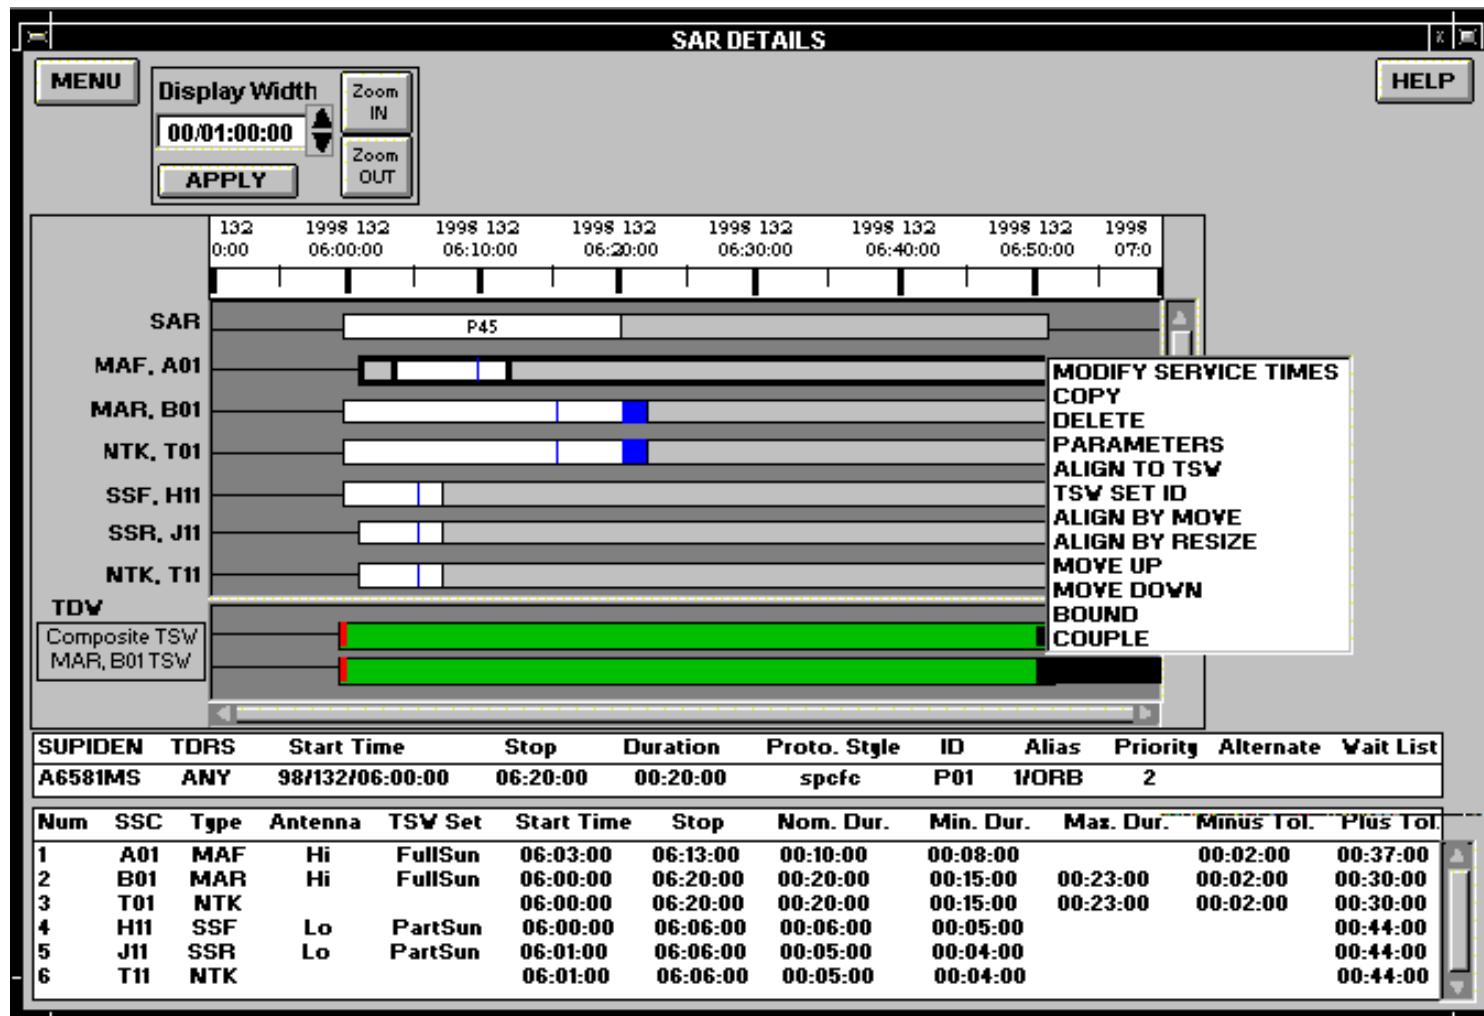 SAR DETAILS
MENU
Display Width
Zoom IN
HELP
00/01:00:00
Zoom OUT
APPLY
132 1998 132 1998 132 1998 132 1998 132 1998 132 1998 132 1998
0:00 06:00:00 06:10:00 06:20:00 06:30:00 06:40:00 06:50:00 07:0
SAR P45
MAF, A01
MAR, B01
NTK, T01
SSF, H11
SSR, J11
NTK, T11
MODIFY SERVICE TIMES
COPY
DELETE
PARAMETERS
ALIGN TO TSW
TSW SET ID
ALIGN BY MOVE
ALIGN BY RESIZE
MOVE UP
MOVE DOWN
BOUND
COUPLE
TDW
Composite TSW
MAR, B01 TSW
SUPIDEN TDRS Start Time Stop Duration Proto. Style ID Alias Priority Alternate Wait List
A6581MS ANY 98/132/06:00:00 06:20:00 00:20:00 spcfc P01 1/ORB 2
Num SSC Type Antenna TSW Set Start Time Stop Nom. Dur. Min. Dur. Max. Dur. Minus Tol. Plus Tol.
1 A01 MAF Hi FullSun 06:03:00 06:13:00 00:10:00 00:08:00 00:02:00 00:37:00
2 B01 MAR Hi FullSun 06:00:00 06:20:00 00:20:00 00:15:00 00:23:00 00:02:00 00:30:00
3 T01 NTK 06:00:00 06:20:00 00:20:00 00:15:00 00:23:00 00:02:00 00:30:00
4 H11 SSF Lo PartSun 06:00:00 06:06:00 00:06:00 00:05:00 00:44:00
5 J11 SSR Lo PartSun 06:01:00 06:06:00 00:05:00 00:04:00 00:44:00
6 T11 NTK 06:01:00 06:06:00 00:05:00 00:04:00 00:44:00